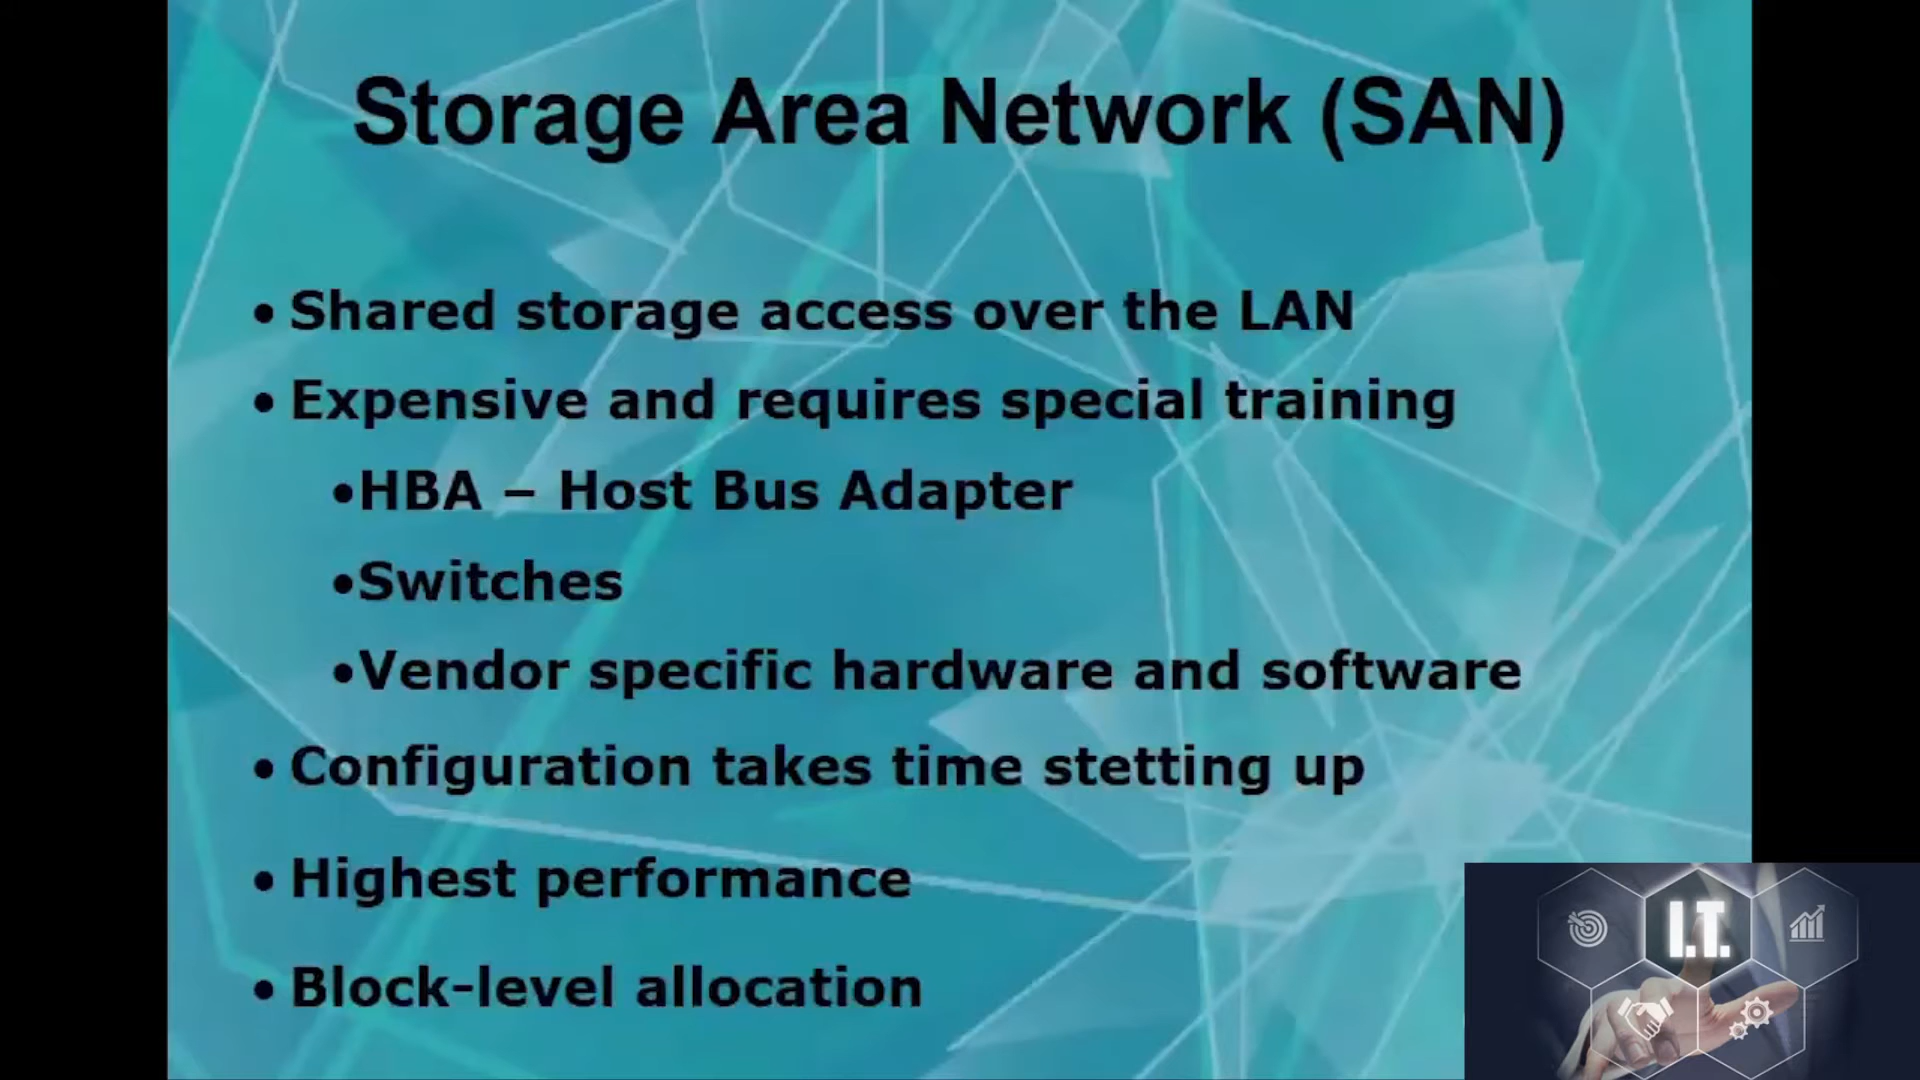 Storage Area Network (SAN)
• Shared storage access over the LAN
• Expensive and requires special training
•HBA – Host Bus Adapter
•Switches
•Vendor specific hardware and software
• Configuration takes time stetting up
• Highest performance
• Block-level allocation
I.T.